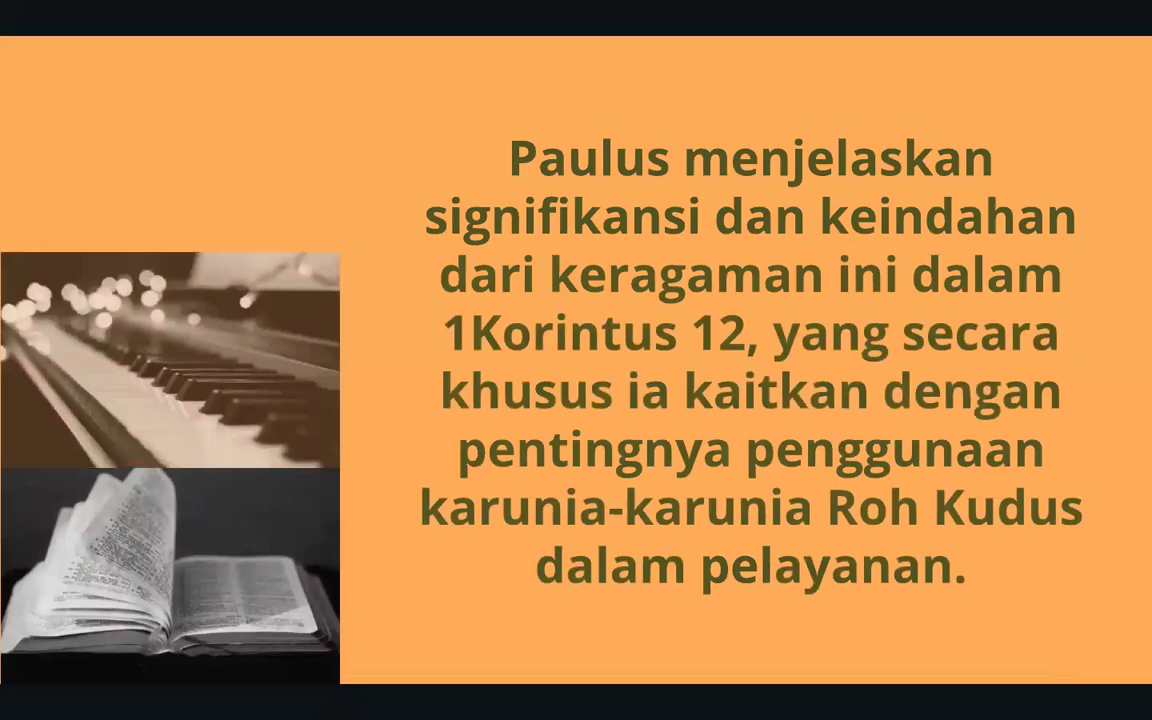 Paulus menjelaskan
signifikansi dan keindahan
dari keragaman ini dalam
1Korintus 12, yang secara
khusus ia kaitkan dengan
pentingnya penggunaan
karunia-karunia Roh Kudus
dalam pelayanan.